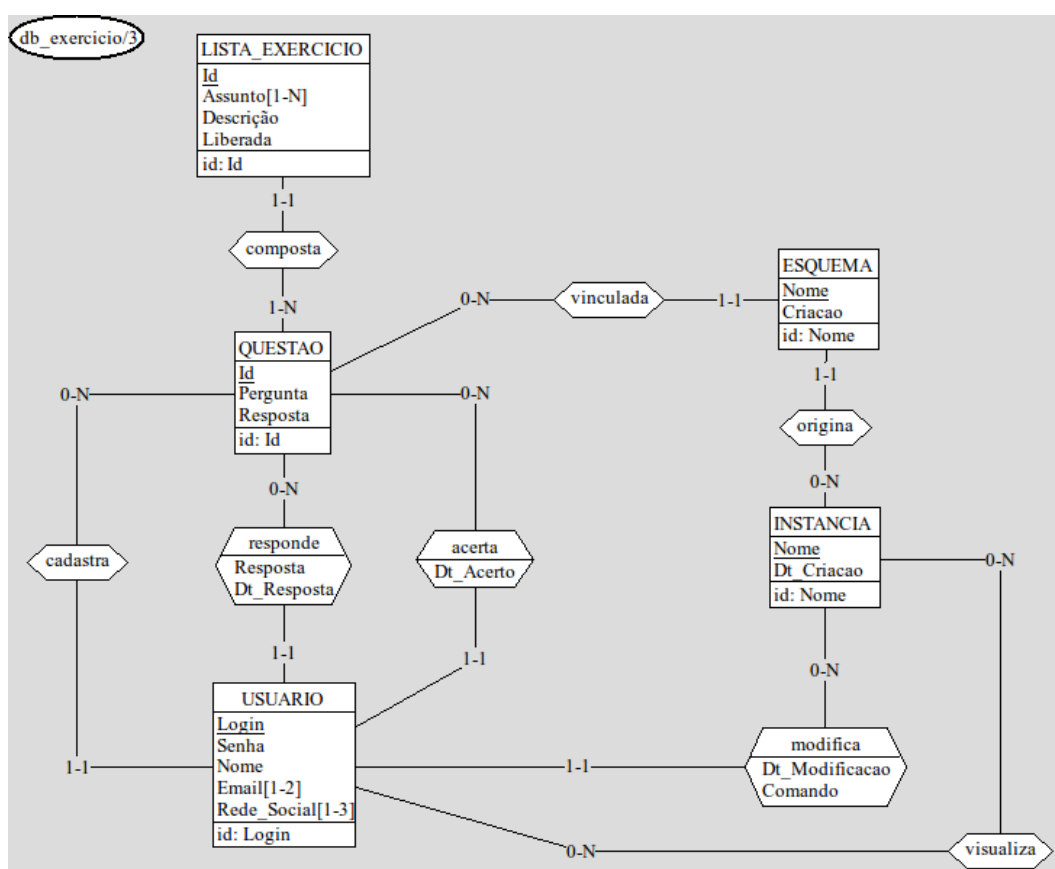 db_exercicio/3
LISTA_EXERCICIO
Id
Assunto[1-N]
Descrição
Liberada
id: Id
1-1
composta
1-N
QUESTAO
Id
Pergunta
Resposta
id: Id
0-N
vinculada
1-1
ESQUEMA
Nome
Criacao
id: Nome
1-1
origina
0-N
INSTANCIA
Nome
Dt_Criacao
id: Nome
0-N
cadastra
1-1
0-N
responde
Resposta
Dt_Resposta
1-1
0-N
acerta
Dt_Acerto
1-1
USUARIO
Login
Senha
Nome
Email[1-2]
Rede_Social[1-3]
id: Login
0-N
modifica
Dt_Modificacao
Comando
1-1
0-N
visualiza
0-N